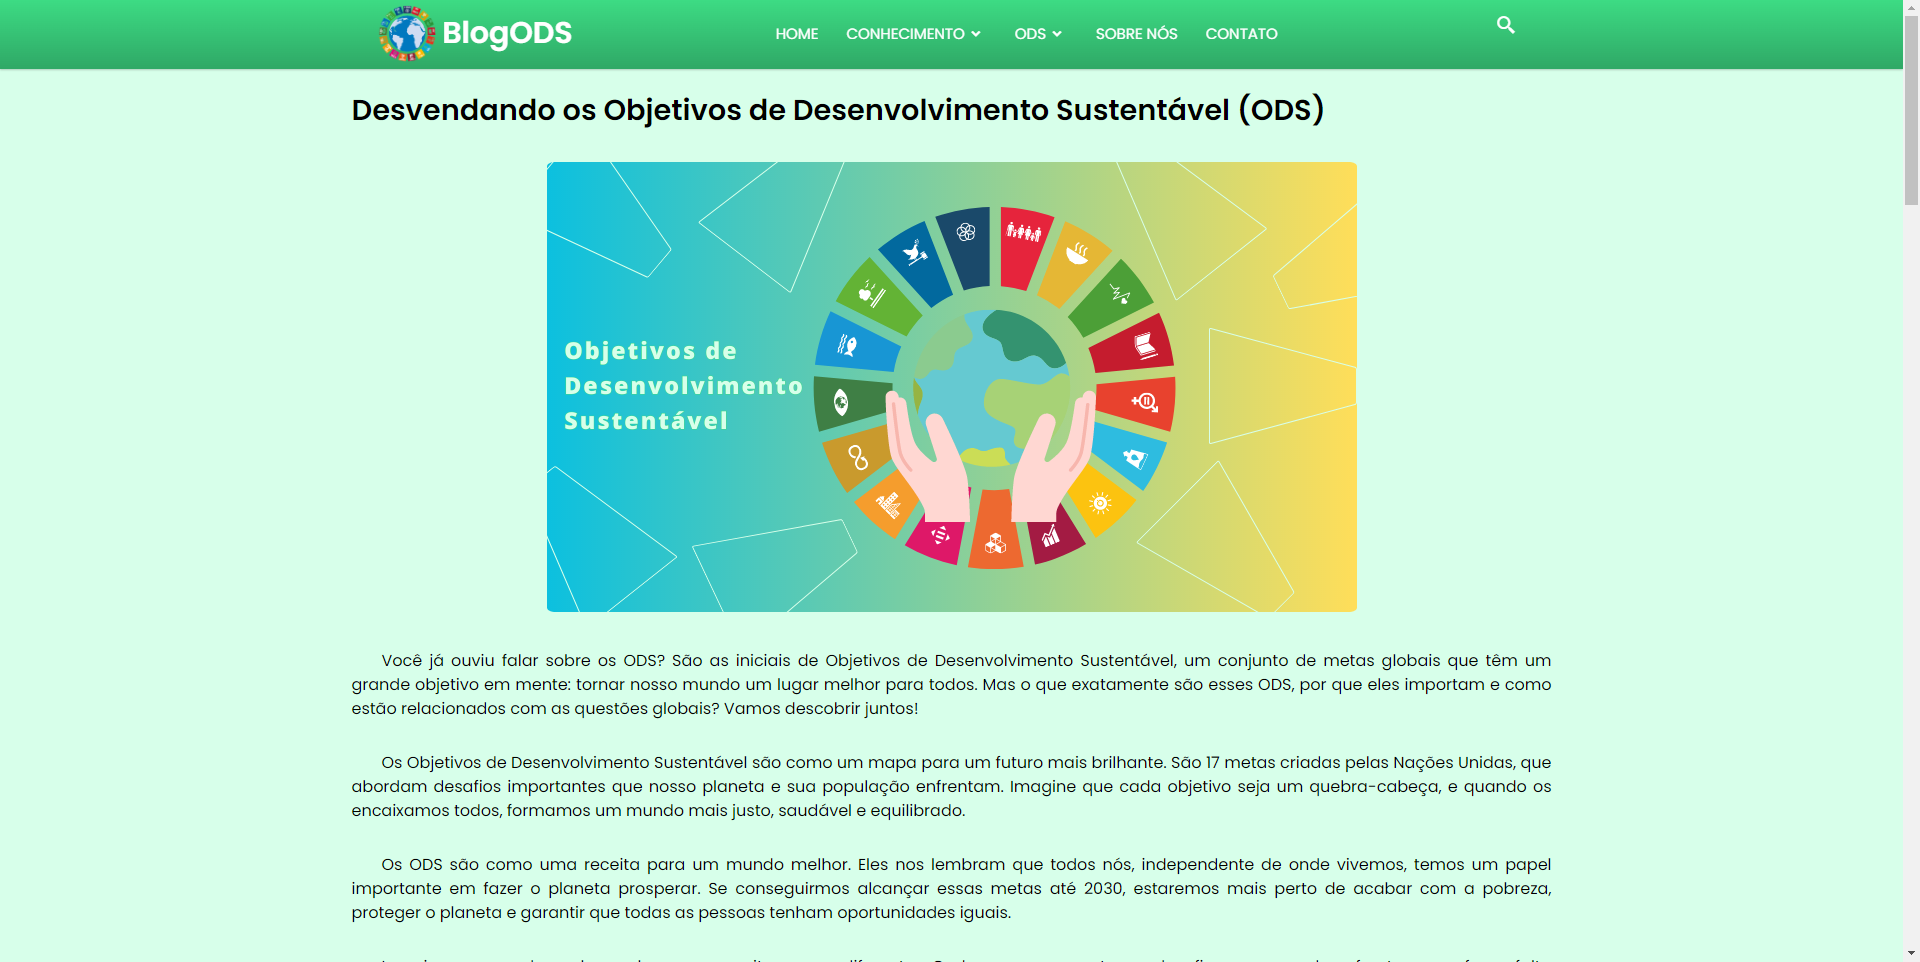 BlogODS
HOME CONHECIMENTO ODS SOBRE NÓS CONTATO
Desvendando os Objetivos de Desenvolvimento Sustentável (ODS)
Objetivos de
Desenvolvimento
Sustentável
Você já ouviu falar sobre os ODS? São as iniciais de Objetivos de Desenvolvimento Sustentável, um conjunto de metas globais que têm um
grande objetivo em mente: tornar nosso mundo um lugar melhor para todos. Mas o que exatamente são esses ODS, por que eles importam e como
estão relacionados com as questões globais? Vamos descobrir juntos!
Os Objetivos de Desenvolvimento Sustentável são como um mapa para um futuro mais brilhante. São 17 metas criadas pelas Nações Unidas, que
abordam desafios importantes que nosso planeta e sua população enfrentam. Imagine que cada objetivo seja um quebra-cabeça, e quando os
encaixamos todos, formamos um mundo mais justo, saudável e equilibrado.
Os ODS são como uma receita para um mundo melhor. Eles nos lembram que todos nós, independente de onde vivemos, temos um papel
importante em fazer o planeta prosperar. Se conseguirmos alcançar essas metas até 2030, estaremos mais perto de acabar com a pobreza,
proteger o planeta e garantir que todas as pessoas tenham oportunidades iguais.